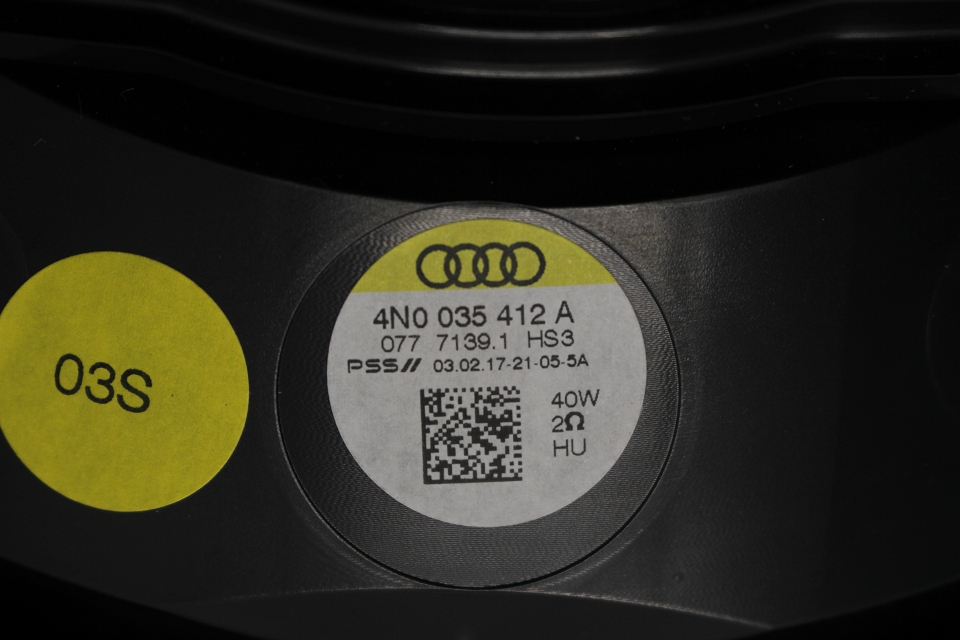 03S
4N0 035 412 A
077 7139.1 HS3
PSS// 03.02.17-21-05-5A
40W
2Ω
HU